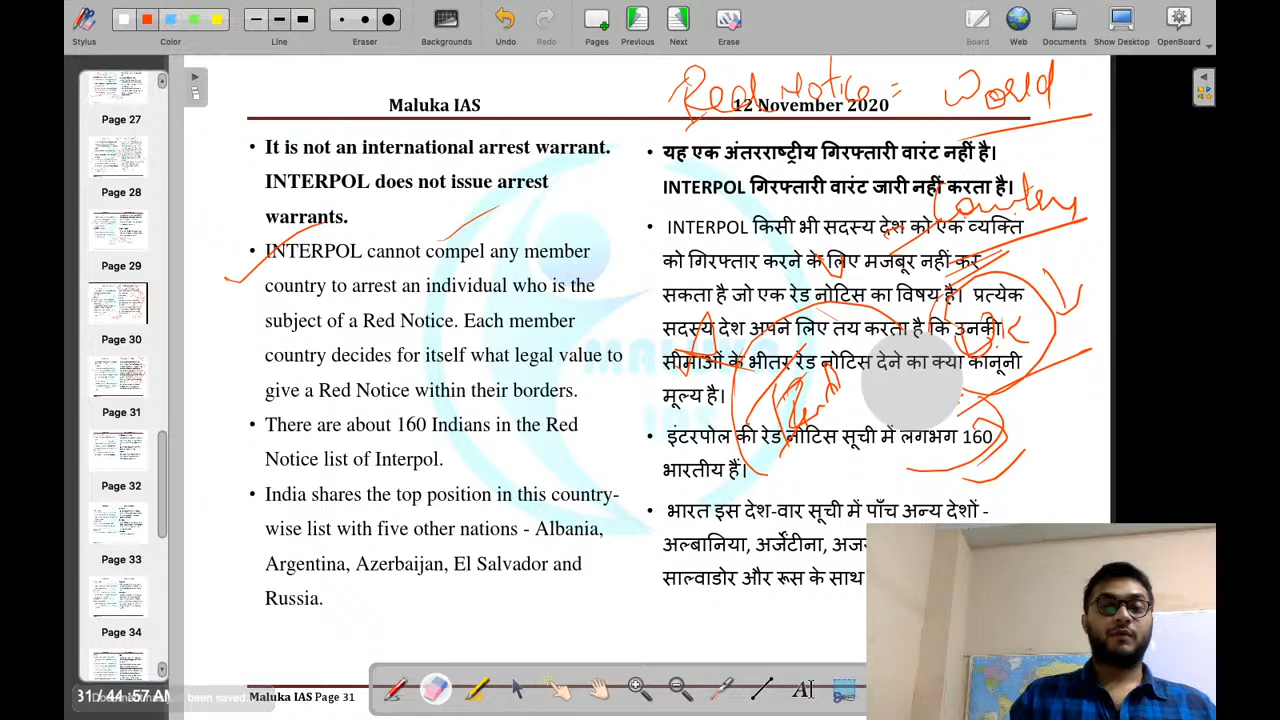 Stylus
Color
Line
Eraser
Backgrounds
Undo
Redo
Pages
Previous
Next
Erase
Board
Web
Documents
Show Desktop
OpenBoard
Page 27
Page 28
Page 29
Page 30
Page 31
Page 32
Page 33
Page 34
Red Notice = World
Maluka IAS
12 November 2020
• It is not an international arrest warrant.
INTERPOL does not issue arrest
warrants.
• INTERPOL cannot compel any member
country to arrest an individual who is the
subject of a Red Notice. Each member
country decides for itself what legal value to
give a Red Notice within their borders.
• There are about 160 Indians in the Red
Notice list of Interpol.
• India shares the top position in this country-
wise list with five other nations - Albania,
Argentina, Azerbaijan, El Salvador and
Russia.
• यह एक अंतरराष्ट्रीय गिरफ्तारी वारंट नहीं है।
INTERPOL गिरफ्तारी वारंट जारी नहीं करता है।
• INTERPOL किसी भी सदस्य देश को एक व्यक्ति
को गिरफ्तार करने के लिए मजबूर नहीं कर
सकता है जो एक रेड नोटिस का विषय है। प्रत्येक
सदस्य देश अपने लिए तय करता है कि उनकी
सीमाओं के भीतर रेड नोटिस देने का क्या कानूनी
मूल्य है।
• इंटरपोल की रेड नोटिस सूची में लगभग 160
भारतीय हैं।
• भारत इस देश-वार सूची में पाँच अन्य देशों -
अल्बानिया, अर्जेंटीना,
साल्वाडोर और रूस के साथ
Maluka IAS Page 31